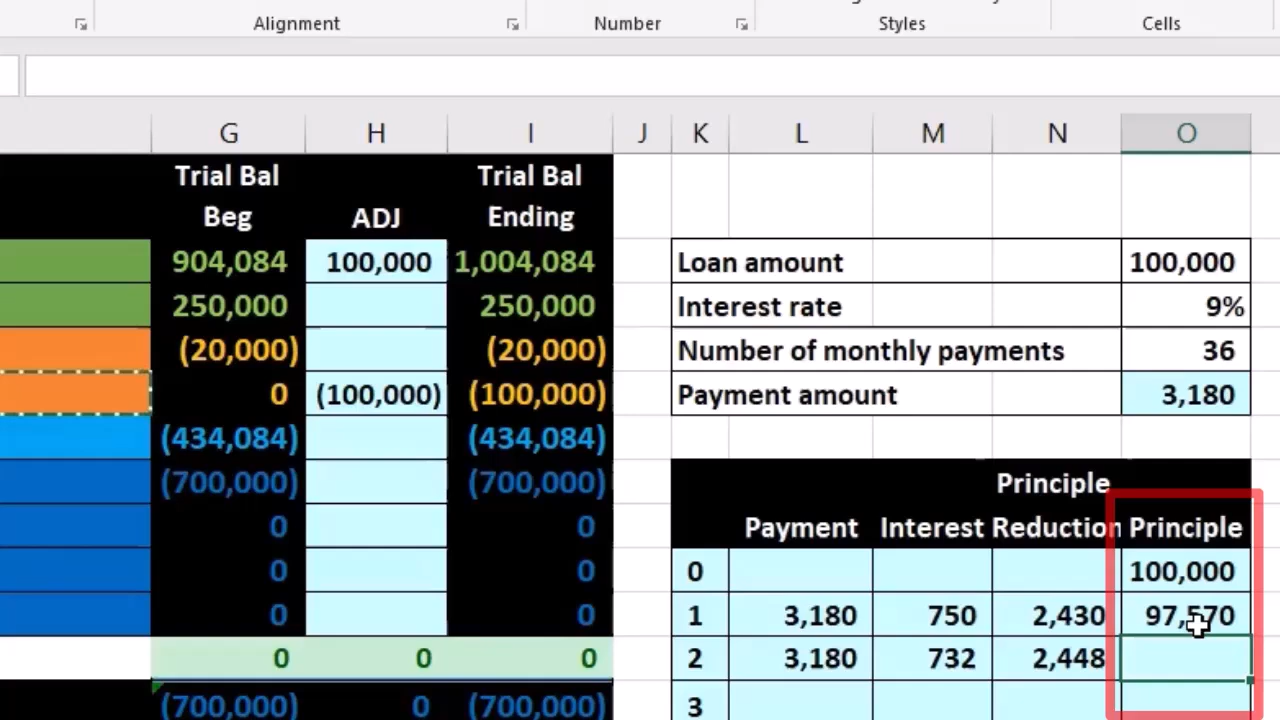 Alignment Number Styles Cells
G H I J K L M N O
Trial Bal Trial Bal
Beg ADJ Ending
904,084 100,000 1,004,084 Loan amount 100,000
250,000 250,000 Interest rate 9%
(20,000) (20,000) Number of monthly payments 36
0 (100,000) (100,000) Payment amount 3,180
(434,084) (434,084)
(700,000) (700,000) Principle
0 0 Payment Interest Reduction Principle
0 0 0 100,000
0 0 1 3,180 750 2,430 97,570
0 0 0 2 3,180 732 2,448
(700,000) 0 (700,000) 3